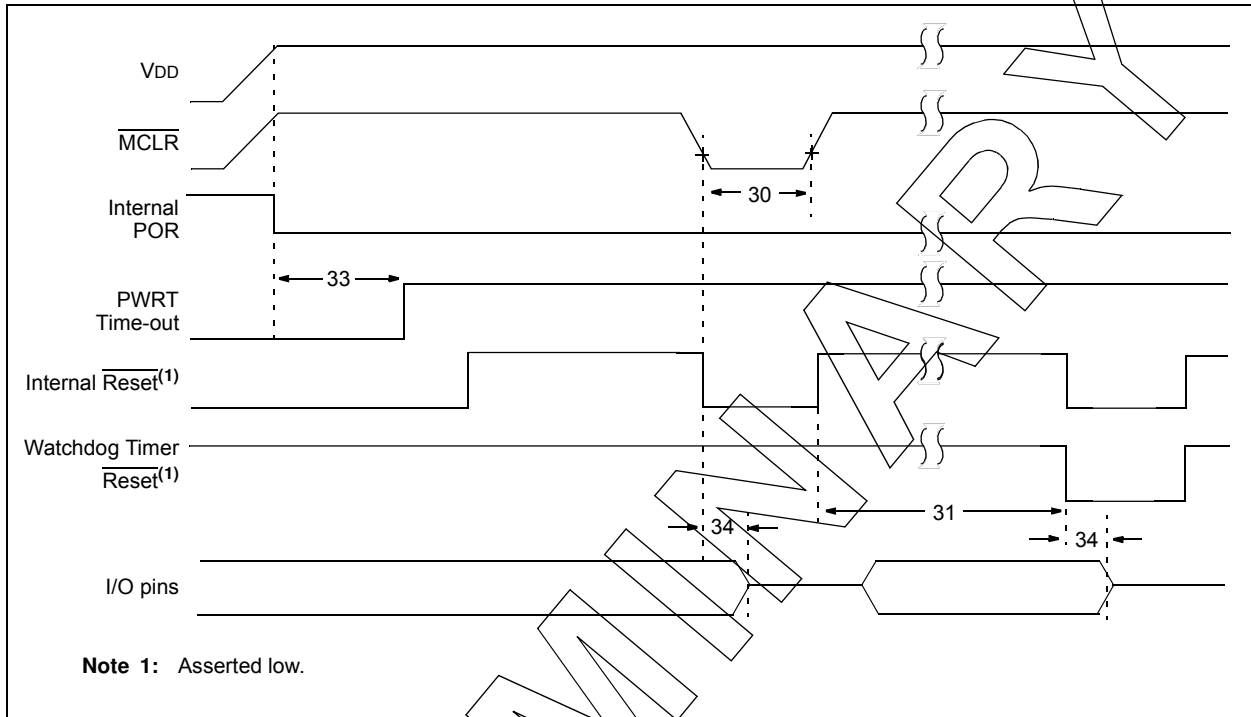 VDD
MCLR
30
Internal
POR
33
PWRT
Time-out
Internal Reset(1)
Watchdog Timer
Reset(1)
31
34
34
I/O pins
Note 1: Asserted low.